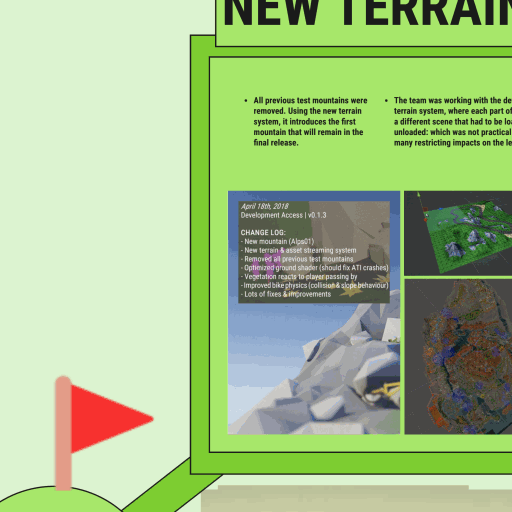 NEW TERRAIN
• All previous test mountains were
removed. Using the new terrain
system, it introduces the first
mountain that will remain in the
final release.
• The team was working with the de
terrain system, where each part of
a different scene that had to be loa
unloaded: which was not practical
many restricting impacts on the le
April 18th, 2018
Development Access | v0.1.3
CHANGE LOG:
- New mountain (Alps01)
- New terrain & asset streaming system
- Removed all previous test mountains
- Optimized ground shader (should fix ATI crashes)
- Vegetation reacts to player passing by
- Improved bike physics (collision & slope behaviour)
- Lots of fixes & improvements